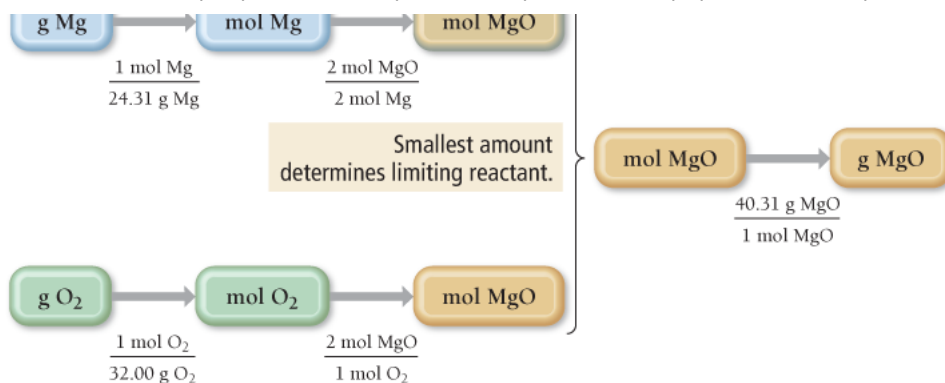 g Mg
mol Mg
mol MgO
1 mol Mg
24.31 g Mg
2 mol MgO
2 mol Mg
Smallest amount
determines limiting reactant.
mol MgO
g MgO
40.31 g MgO
1 mol MgO
g O₂
mol O₂
mol MgO
1 mol O₂
32.00 g O₂
2 mol MgO
1 mol O₂